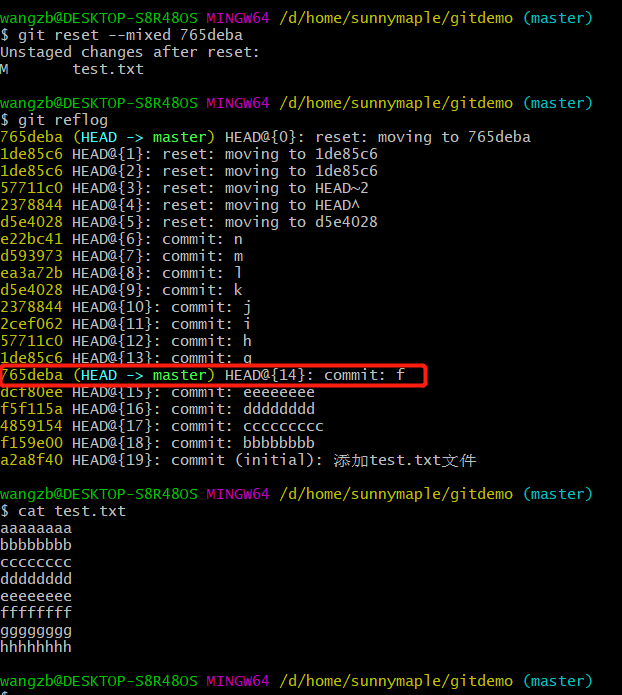 wangzb@DESKTOP-S8R48OS MINGW64 /d/home/sunnymaple/gitdemo (master)
$ git reset --mixed 765deba
Unstaged changes after reset:
M       test.txt
wangzb@DESKTOP-S8R48OS MINGW64 /d/home/sunnymaple/gitdemo (master)
$ git reflog
765deba (HEAD -> master) HEAD@{0}: reset: moving to 765deba
1de85c6 HEAD@{1}: reset: moving to 1de85c6
1de85c6 HEAD@{2}: reset: moving to 1de85c6
57711c0 HEAD@{3}: reset: moving to HEAD~2
2378844 HEAD@{4}: reset: moving to HEAD^
d5e4028 HEAD@{5}: reset: moving to d5e4028
e22bc41 HEAD@{6}: commit: n
d593973 HEAD@{7}: commit: m
ea3a72b HEAD@{8}: commit: l
d5e4028 HEAD@{9}: commit: k
2378844 HEAD@{10}: commit: j
2cef062 HEAD@{11}: commit: i
57711c0 HEAD@{12}: commit: h
1de85c6 HEAD@{13}: commit: g
765deba (HEAD -> master) HEAD@{14}: commit: f
dcf80ee HEAD@{15}: commit: eeeeeeee
f5f115a HEAD@{16}: commit: dddddddd
4859154 HEAD@{17}: commit: ccccccccc
f159e00 HEAD@{18}: commit: bbbbbbbb
a2a8f40 HEAD@{19}: commit (initial): 添加test.txt文件
wangzb@DESKTOP-S8R48OS MINGW64 /d/home/sunnymaple/gitdemo (master)
$ cat test.txt
aaaaaaaa
bbbbbbbb
cccccccc
dddddddd
eeeeeeee
ffffffff
gggggggg
hhhhhhhh
wangzb@DESKTOP-S8R48OS MINGW64 /d/home/sunnymaple/gitdemo (master)
$